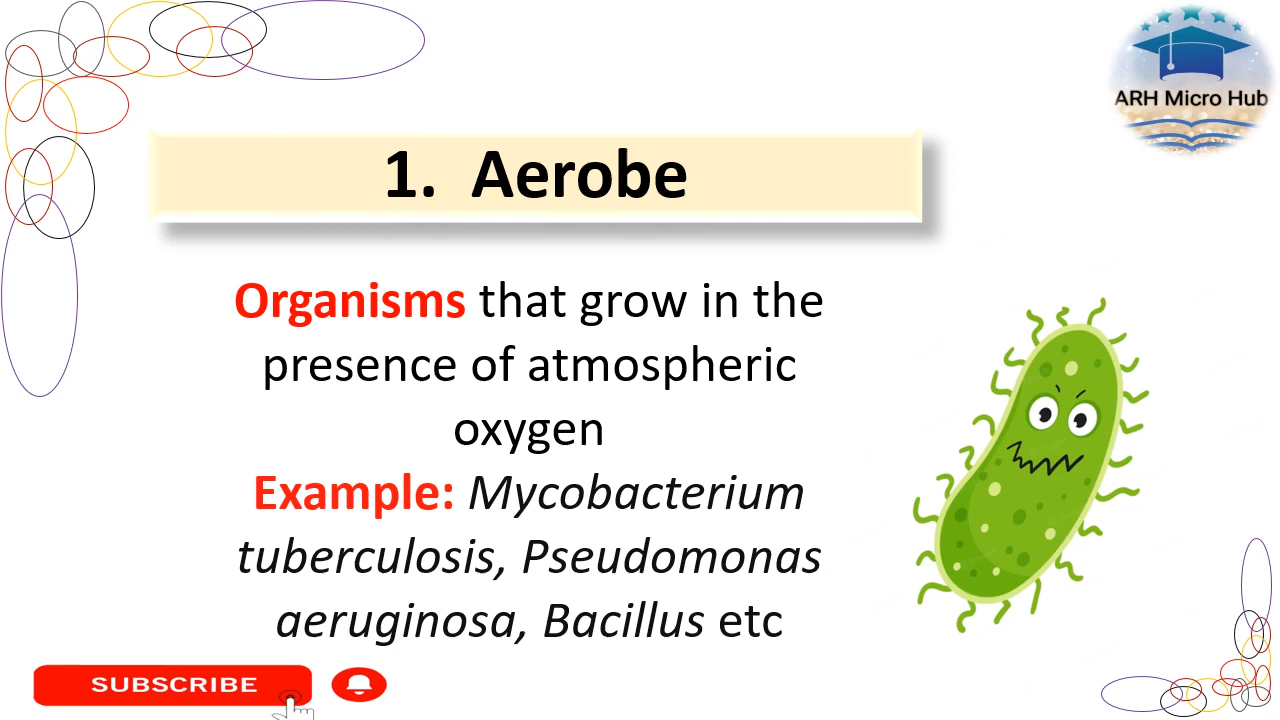 ARH Micro Hub
1. Aerobe
Organisms that grow in the
presence of atmospheric
oxygen
Example: Mycobacterium
tuberculosis, Pseudomonas
aeruginosa, Bacillus etc
SUBSCRIBE